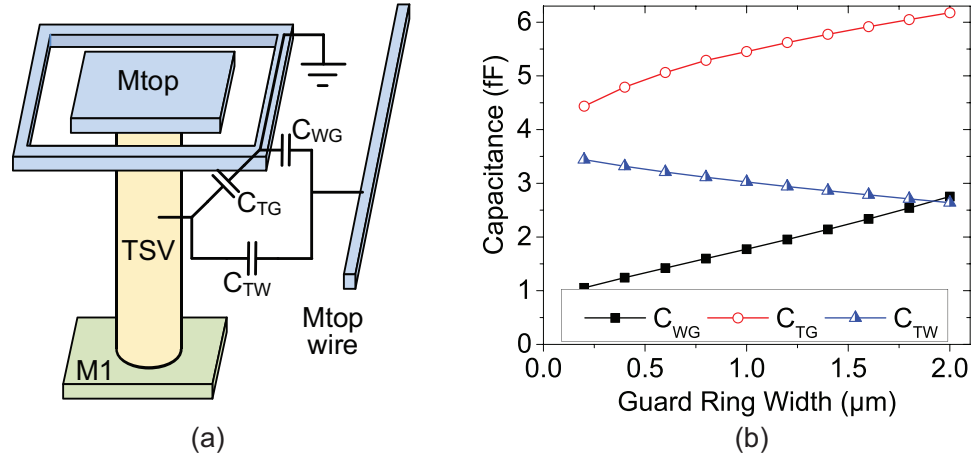 Mtop
C_WG
C_TG
TSV
C_TW
Mtop
wire
M1
(a)
Capacitance (fF)
6
5
4
3
2
1
0
C_WG C_TG C_TW
0.0 0.5 1.0 1.5 2.0
Guard Ring Width (μm)
(b)